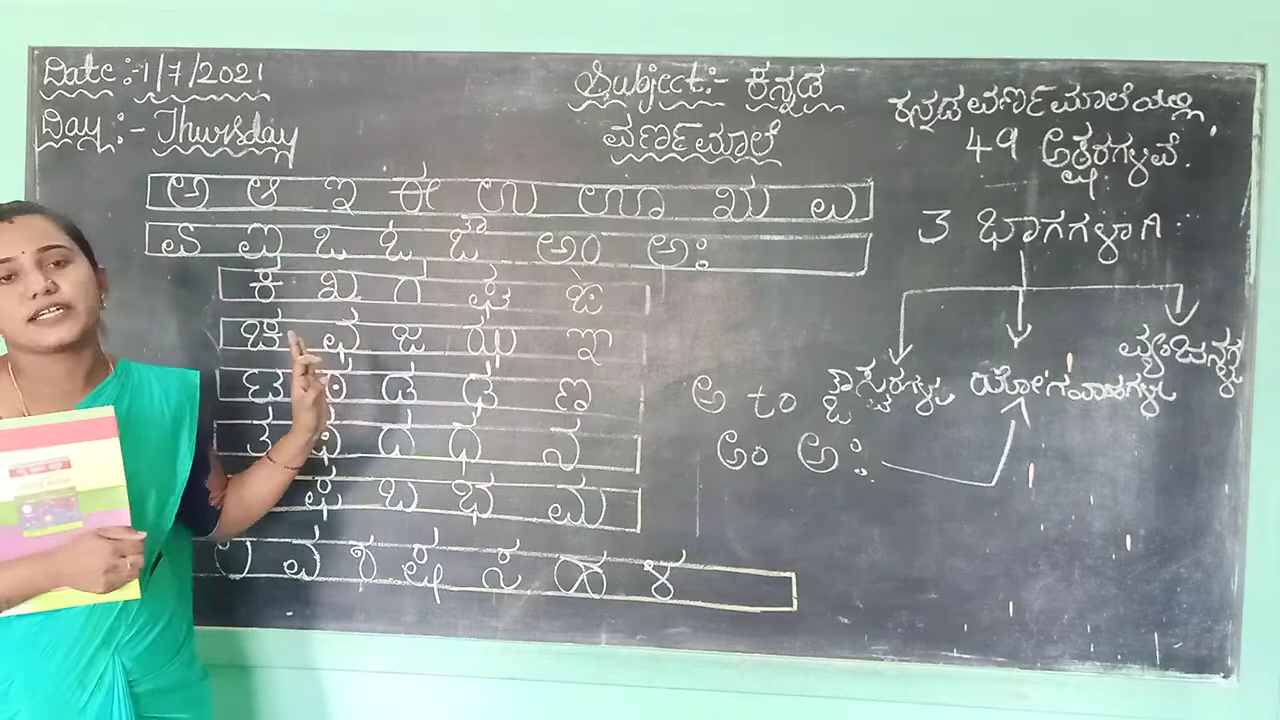 Date:-1/7/2021
Day:- Thursday
Subject:- ಕನ್ನಡ
ವರ್ಣಮಾಲೆ
ಅ ಆ ಇ ಈ ಉ ಊ ಋ ಎ
ಏ ಐ ಒ ಓ ಔ ಅಂ ಅಃ
ಕ ಖ ಗ ಘ ಙ
ಚ ಛ ಜ ಝ ಞ
ಟ ಠ ಡ ಢ ಣ
ತ ಥ ದ ಧ ನ
ಫ ಬ ಭ ಮ
ಲ ವ ಶ ಷ ಸ ಹ ಳ
ಕನ್ನಡ ವರ್ಣಮಾಲೆಯಲ್ಲಿ
49 ಅಕ್ಷರಗಳಿವೆ.
3 ಭಾಗಗಳಾಗಿ:
ಅ to ಔ ಸ್ವರಗಳು ಯೋಗವಾಹಗಳು
ಅಂ ಅಃ